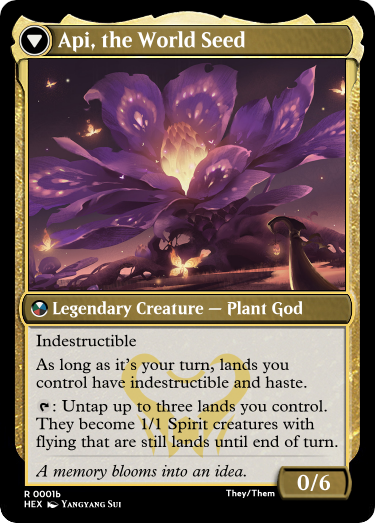 Api, the World Seed
Legendary Creature — Plant God
Indestructible
As long as it's your turn, lands you
control have indestructible and haste.
: Untap up to three lands you control.
They become 1/1 Spirit creatures with
flying that are still lands until end of turn.
A memory blooms into an idea.
0/6
R 0001b
They/Them
HEX Yangyang Sui